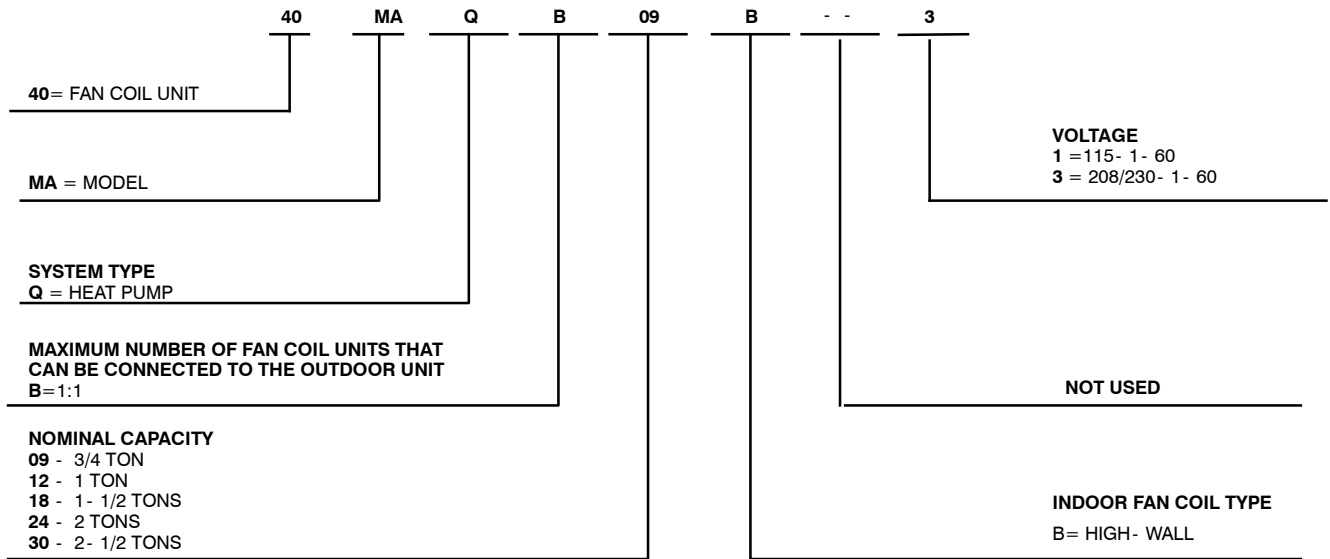 40 MA Q B 09 B - - 3
40= FAN COIL UNIT
VOLTAGE
1 =115- 1- 60
3 = 208/230- 1- 60
MA = MODEL
SYSTEM TYPE
Q = HEAT PUMP
MAXIMUM NUMBER OF FAN COIL UNITS THAT
CAN BE CONNECTED TO THE OUTDOOR UNIT
B=1:1
NOT USED
NOMINAL CAPACITY
09 - 3/4 TON
12 - 1 TON
18 - 1- 1/2 TONS
24 - 2 TONS
30 - 2- 1/2 TONS
INDOOR FAN COIL TYPE
B= HIGH- WALL